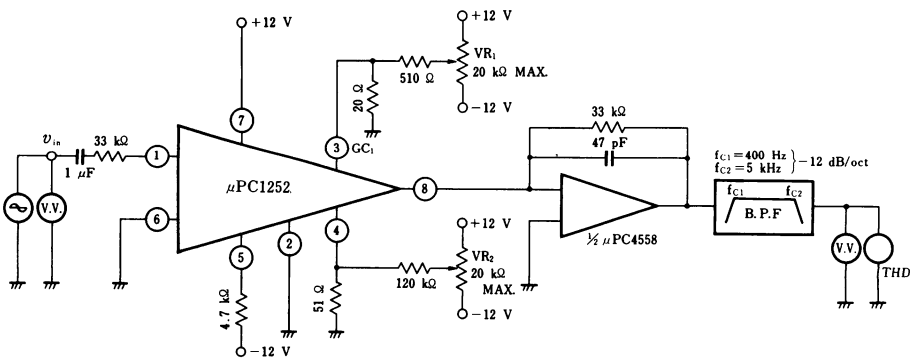 +12 V
+12 V
VR₁
20 kΩ MAX.
510 Ω
20 Ω
−12 V
33 kΩ
47 pF
v_in
33 kΩ
1 μF
7
3
GC₁
1
μPC1252
8
fC1=400 Hz
fC2=5 kHz
−12 dB/oct
fC1
fC2
B.P.F
V.V.
6
5
2
4
+12 V
VR₂
20 kΩ
MAX.
½ μPC4558
V.V.
THD
4.7 kΩ
51 Ω
120 kΩ
−12 V
−12 V